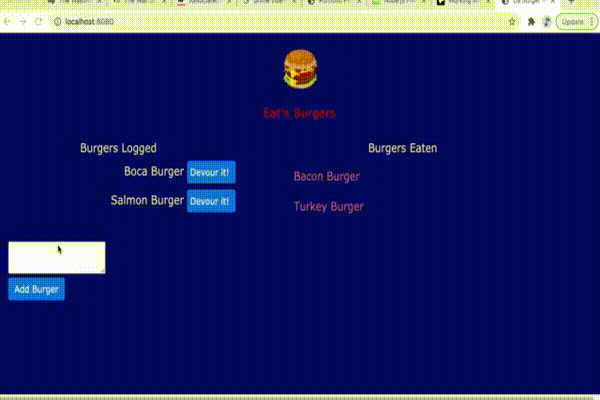 localhost:8080
Update
Eat'n Burgers
Burgers Logged
Burgers Eaten
Boca Burger Devour it!
Bacon Burger
Salmon Burger Devour it!
Turkey Burger
Add Burger